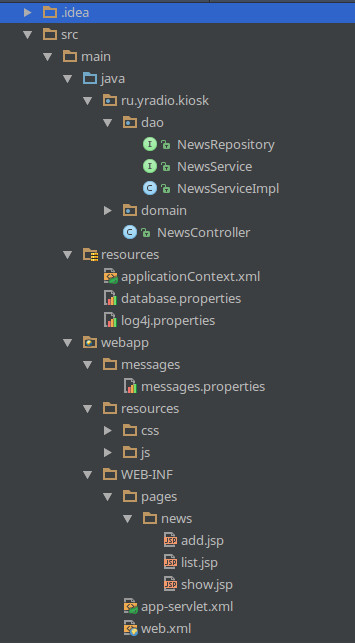 .idea
src
main
java
ru.yradio.kiosk
dao
NewsRepository
NewsService
NewsServiceImpl
domain
NewsController
resources
applicationContext.xml
database.properties
log4j.properties
webapp
messages
messages.properties
resources
css
js
WEB-INF
pages
news
add.jsp
list.jsp
show.jsp
app-servlet.xml
web.xml